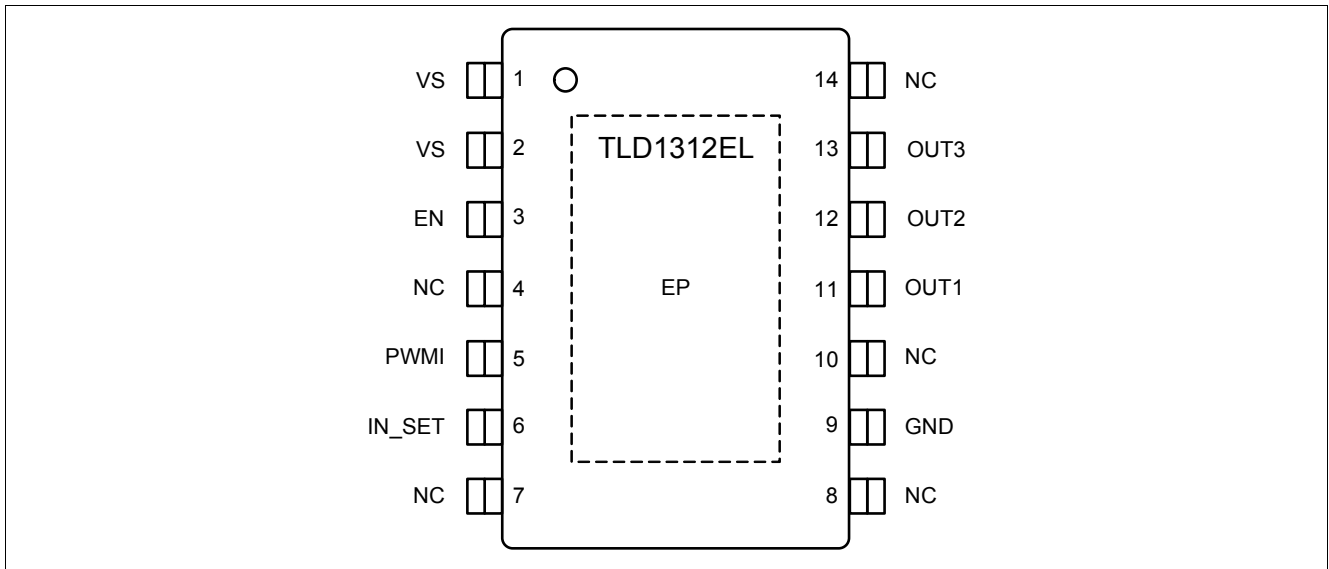 VS 1 14 NC
VS 2 TLD1312EL 13 OUT3
EN 3 12 OUT2
NC 4 EP 11 OUT1
PWMI 5 10 NC
IN_SET 6 9 GND
NC 7 8 NC